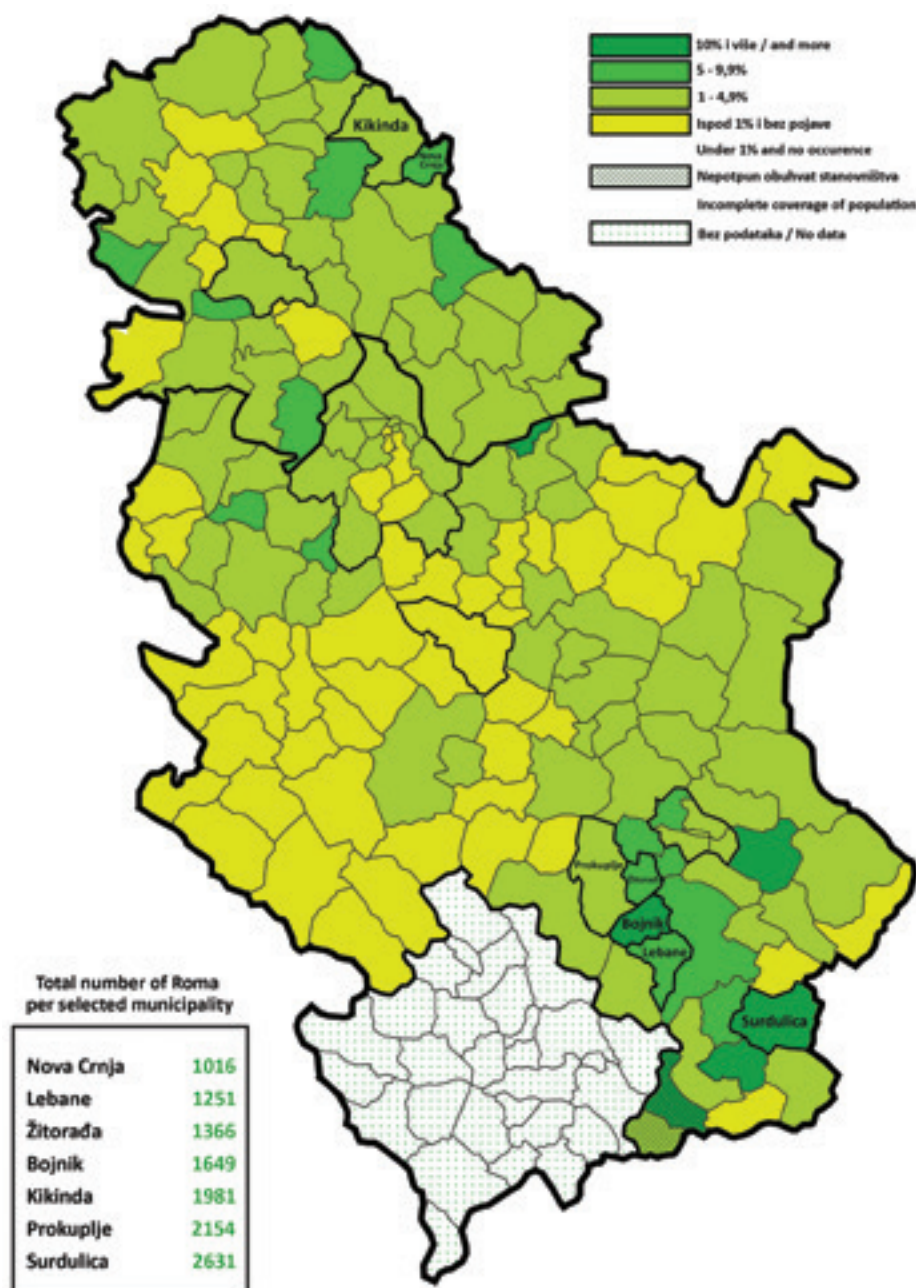 10% i više / and more
5 - 9,9%
1 - 4,9%
Ispod 1% i bez pojave
Under 1% and no occurence
Nepotpun obuhvat stanovništva
Incomplete coverage of population
Bez podataka / No data
Kikinda
Nova
Crnja
Prokuplje
Bojnik
Lebane
Surdulica
Total number of Roma
per selected municipality
Nova Crnja 1016
Lebane 1251
Žitorađa 1366
Bojnik 1649
Kikinda 1981
Prokuplje 2154
Surdulica 2631